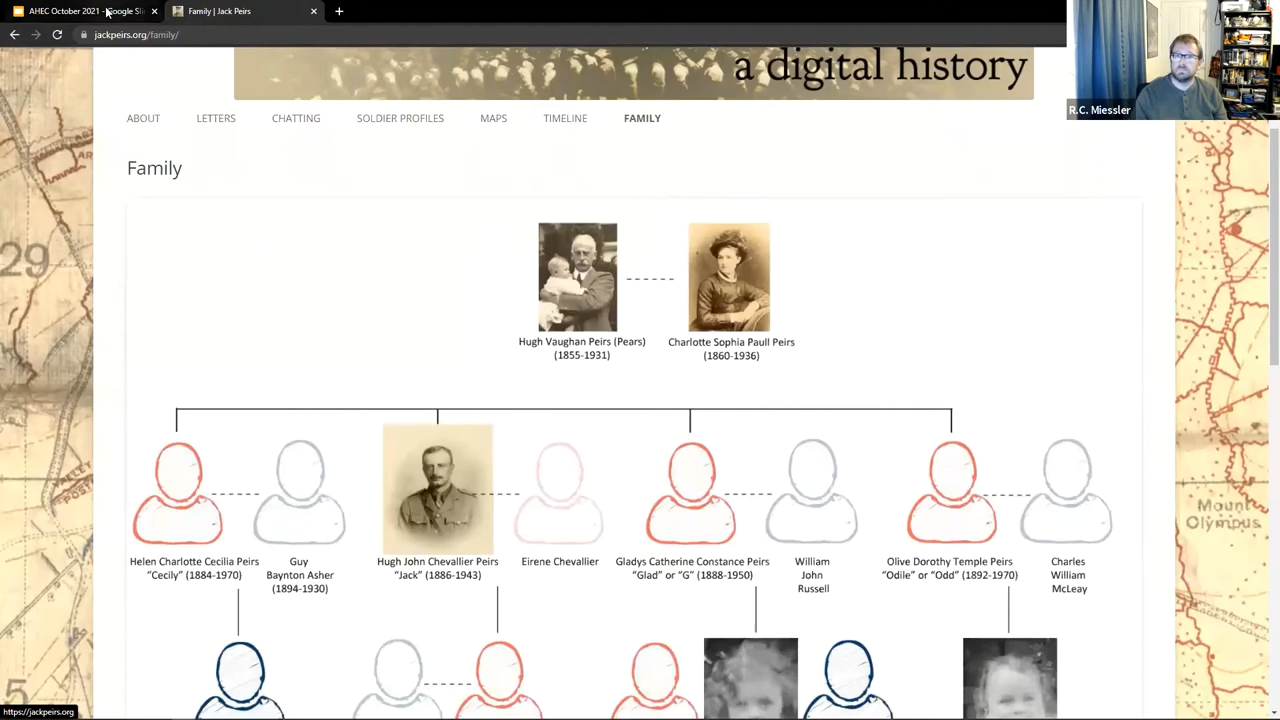 AHEC October 2021 - Google Sli
Family | Jack Peirs
jackpeirs.org/family/
R.C. Miessler
a digital history
ABOUT LETTERS CHATTING SOLDIER PROFILES MAPS TIMELINE FAMILY
Family
Hugh Vaughan Peirs (Pears)
(1855-1931)
Charlotte Sophia Paull Peirs
(1860-1936)
Helen Charlotte Cecilia Peirs
"Cecily" (1884-1970)
Guy
Baynton Asher
(1894-1930)
Hugh John Chevallier Peirs
"Jack" (1886-1943)
Eirene Chevallier
Gladys Catherine Constance Peirs
"Glad" or "G" (1888-1950)
William
John
Russell
Olive Dorothy Temple Peirs
"Odile" or "Odd" (1892-1970)
Charles
William
McLeay
29
5
Mount
Olympus
https://jackpeirs.org